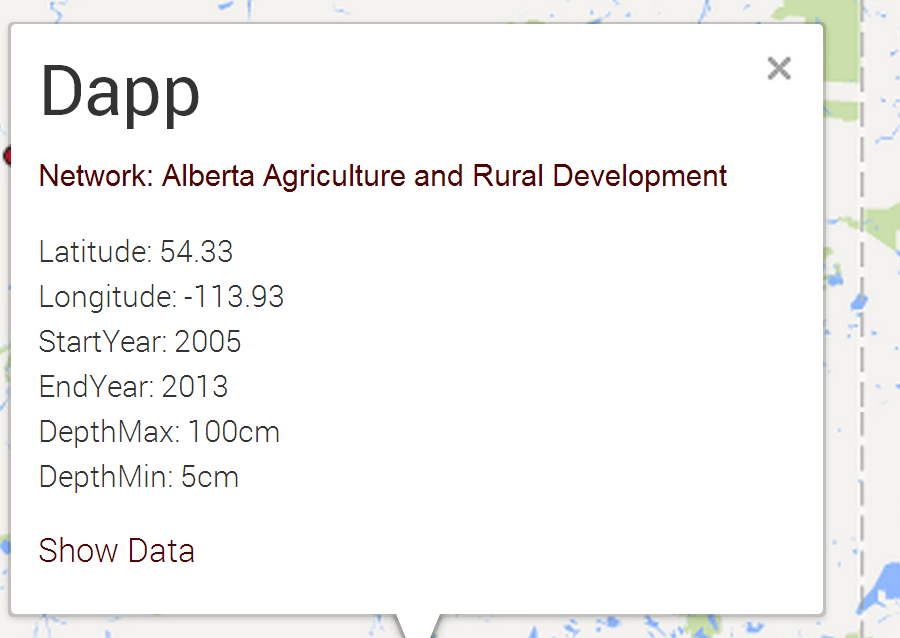 Dapp
Network: Alberta Agriculture and Rural Development
Latitude: 54.33
Longitude: -113.93
StartYear: 2005
EndYear: 2013
DepthMax: 100cm
DepthMin: 5cm
Show Data